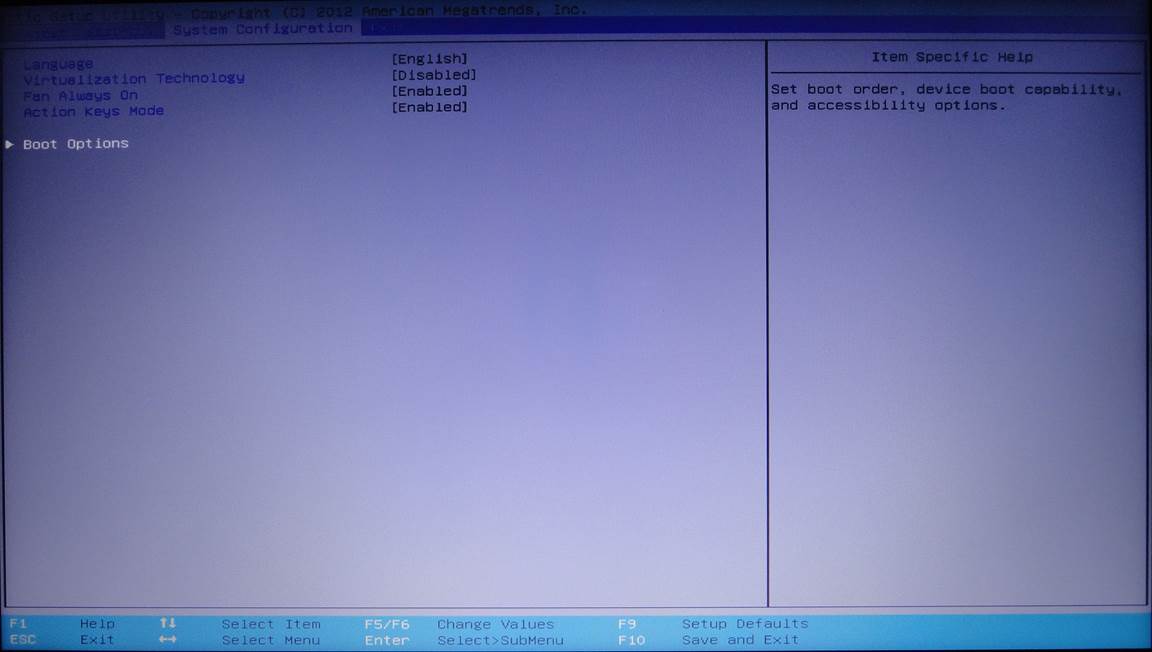 Setup Utility - Copyright (C) 2012 American Megatrends, Inc.
System Configuration
Language [English]
Virtualization Technology [Disabled]
Fan Always On [Enabled]
Action Keys Mode [Enabled]
▶ Boot Options
Item Specific Help
Set boot order, device boot capability,
and accessibility options.
F1 Help ↑↓ Select Item F5/F6 Change Values F9 Setup Defaults
ESC Exit ↔ Select Menu Enter Select>SubMenu F10 Save and Exit